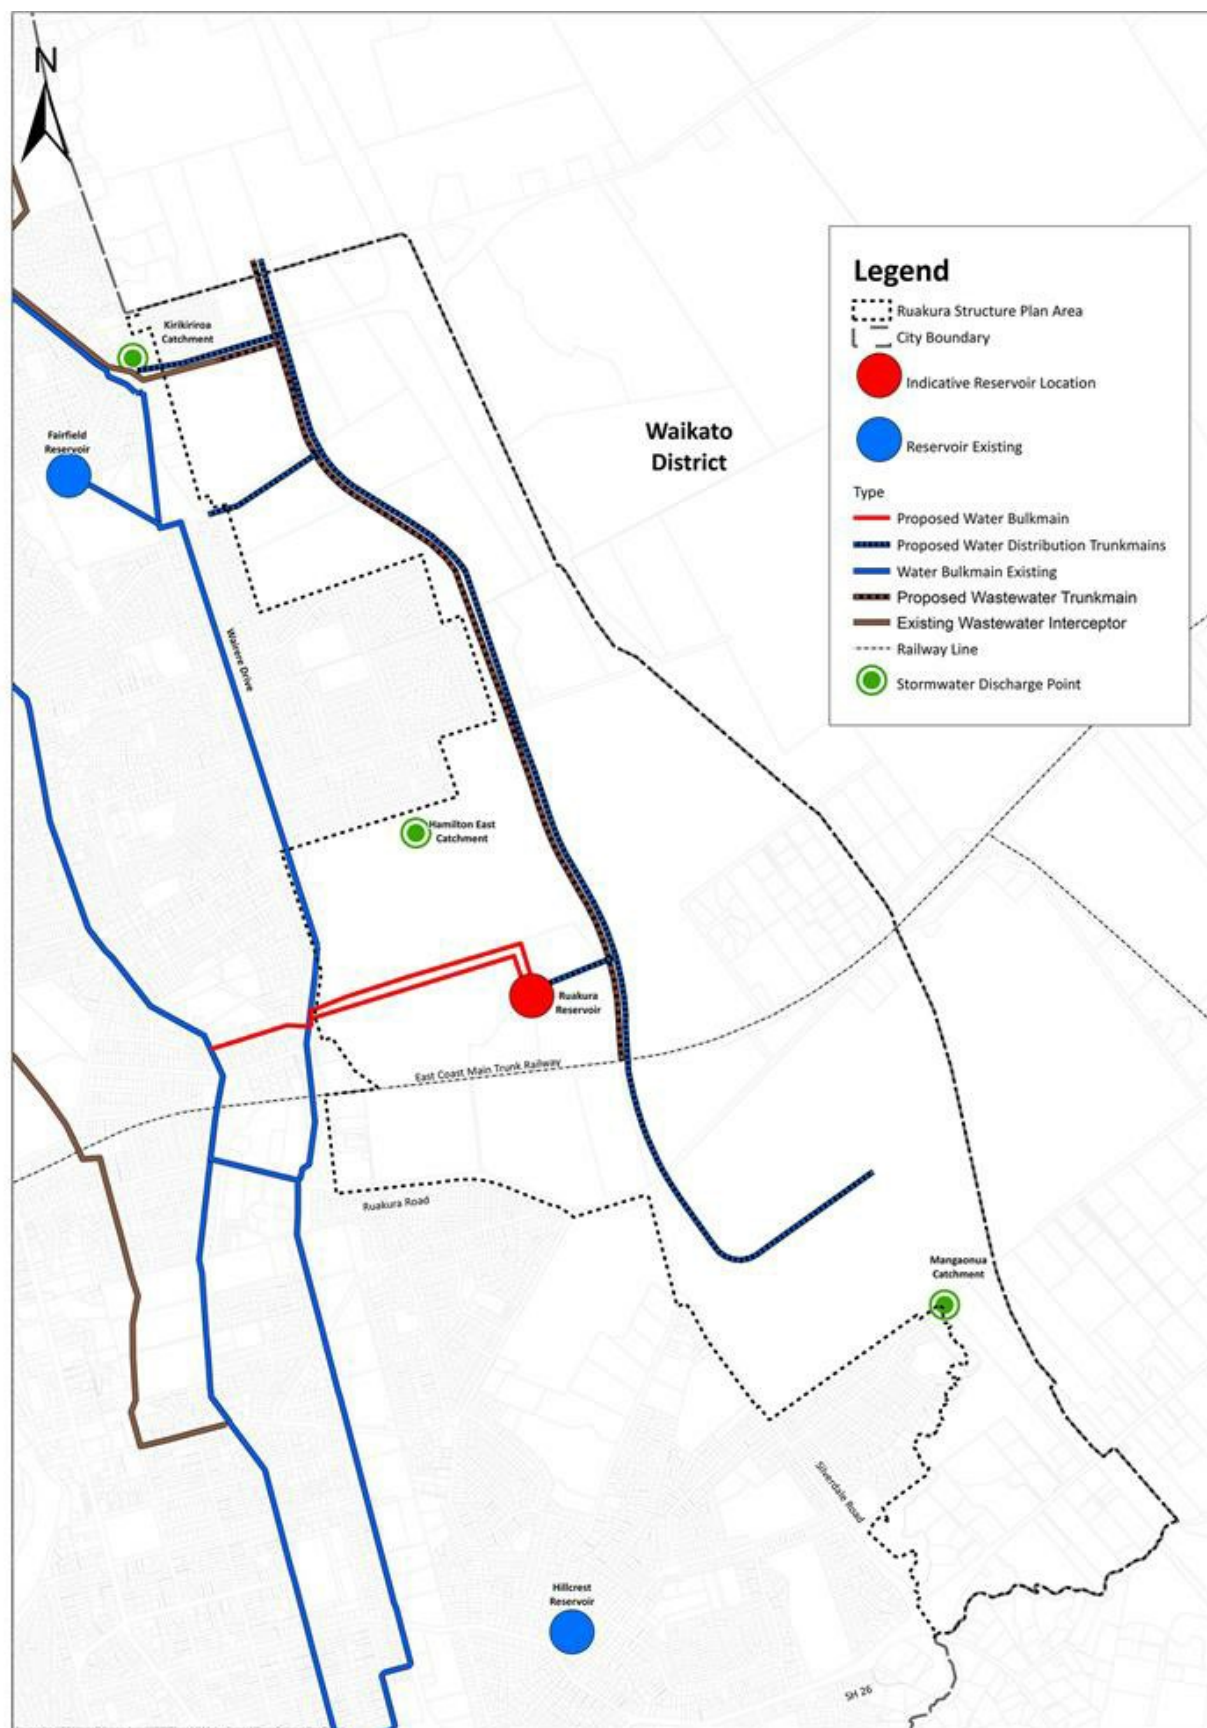 N
Kirikiriroa
Catchment
Fairfield
Reservoir
Waikato
District
Legend
Ruakura Structure Plan Area
City Boundary
Indicative Reservoir Location
Reservoir Existing
Type
Proposed Water Bulkmain
Proposed Water Distribution Trunkmains
Water Bulkmain Existing
Proposed Wastewater Trunkmain
Existing Wastewater Interceptor
Railway Line
Stormwater Discharge Point
Wairere Drive
Hamilton East
Catchment
Ruakura
Reservoir
East Coast Main Trunk Railway
Ruakura Road
Mangaonua
Catchment
Silverdale Road
Hillcrest
Reservoir
SH 26